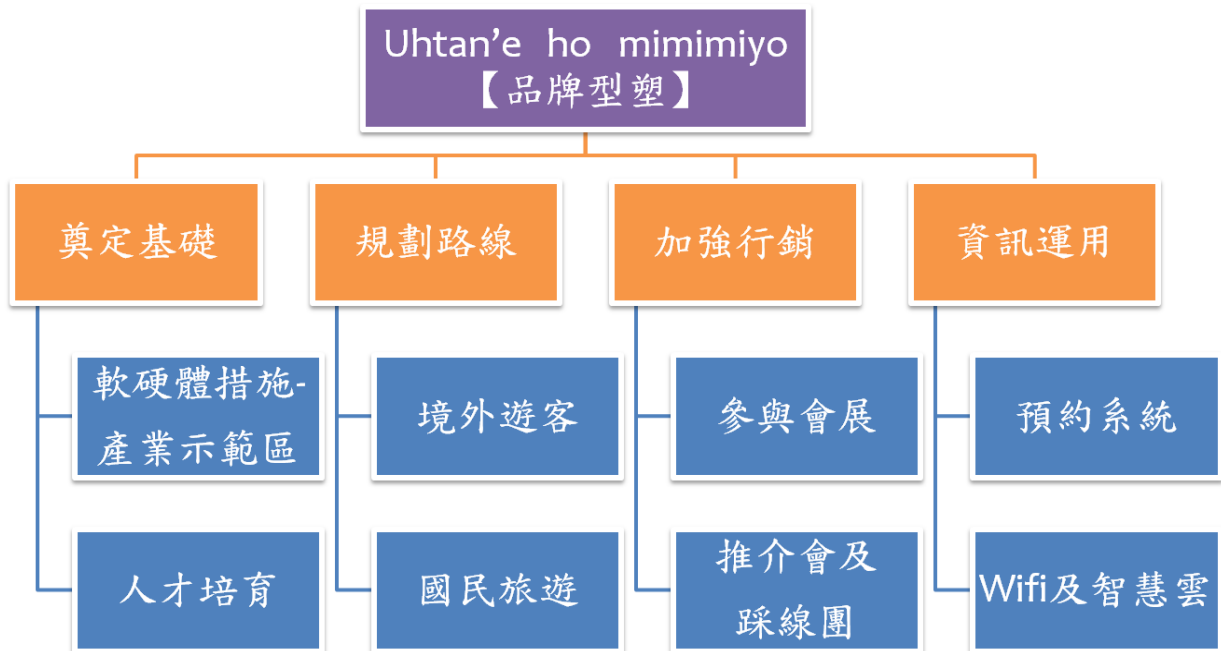 Uhtan’e ho mimimiyo
【品牌型塑】
奠定基礎
規劃路線
加強行銷
資訊運用
軟硬體措施-
產業示範區
境外遊客
參與會展
預約系統
人才培育
國民旅遊
推介會及
踩線團
Wifi及智慧雲